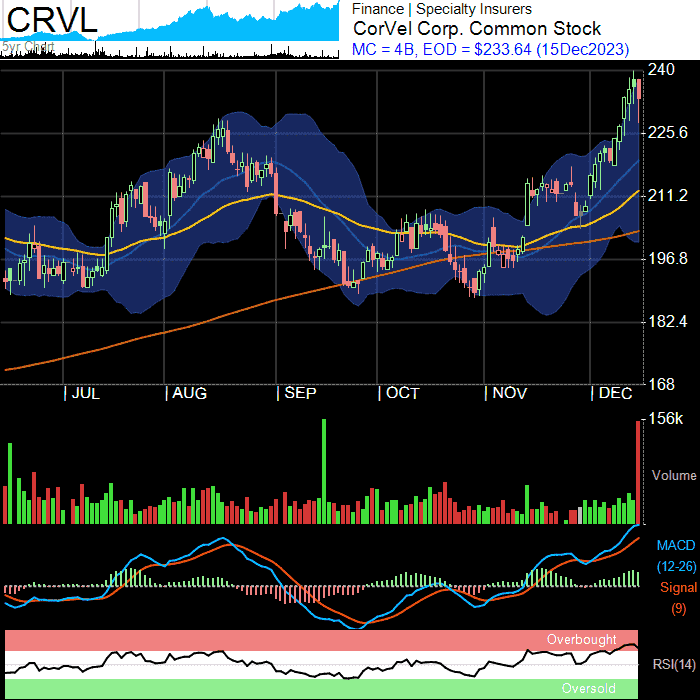 CRVL
5yr Chart
Finance | Specialty Insurers
CorVel Corp. Common Stock
MC = 4B, EOD = $233.64 (15Dec2023)
240
225.6
211.2
196.8
182.4
168
| JUL | AUG | SEP | OCT | NOV | DEC
156k
Volume
MACD
(12-26)
Signal
(9)
Overbought
RSI(14)
Oversold